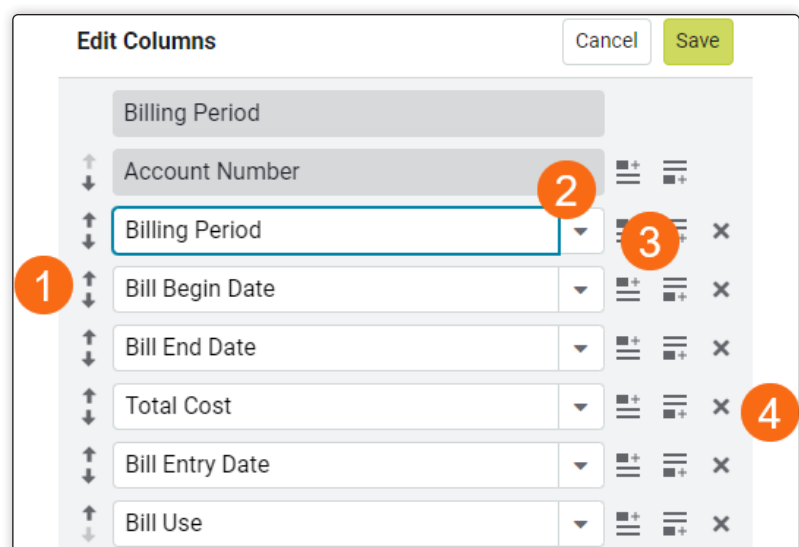 Edit Columns Cancel Save
Billing Period
Account Number
2
Billing Period
3
1
Bill Begin Date
Bill End Date
Total Cost
4
Bill Entry Date
Bill Use